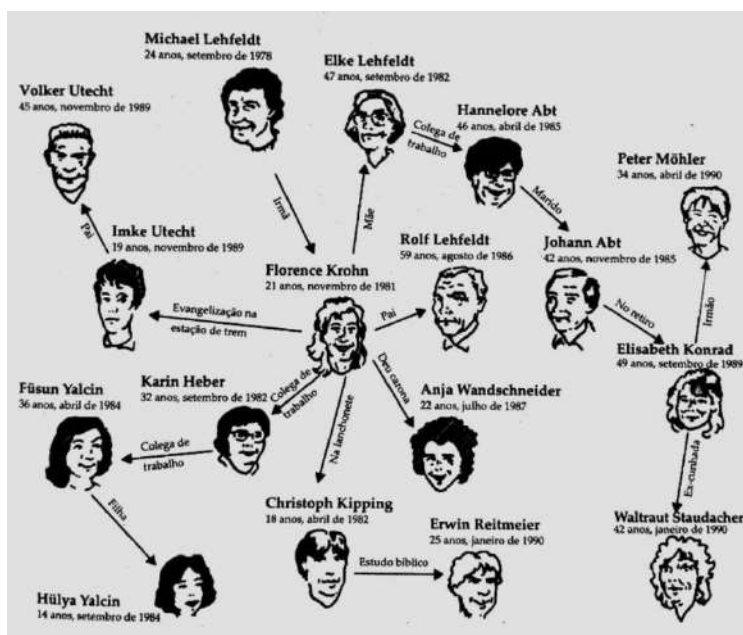 Michael Lehfeldt
24 anos, setembro de 1978
Elke Lehfeldt
47 anos, setembro de 1982
Volker Utecht
45 anos, novembro de 1989
Hannelore Abt
46 anos, abril de 1985
Colega de
trabalho
Peter Möhler
34 anos, abril de 1990
Marido
Irmã
Mãe
Pai
Imke Utecht
19 anos, novembro de 1989
Rolf Lehfeldt
59 anos, agosto de 1986
Johann Abt
42 anos, novembro de 1985
Florence Krohn
21 anos, novembro de 1981
No retiro
Irmão
Evangelização na
estação de trem
Pai
Elisabeth Konrad
49 anos, setembro de 1989
Karin Heber
32 anos, setembro de 1982
Colega de
trabalho
Deu carona
Füsun Yalcin
36 anos, abril de 1984
Anja Wandschneider
22 anos, julho de 1987
Colega de
trabalho
Na lanchonete
Ex-cunhada
Filha
Christoph Kipping
18 anos, abril de 1982
Erwin Reitmeier
25 anos, janeiro de 1990
Waltraut Staudacher
42 anos, janeiro de 1990
Estudo bíblico
Hülya Yalcin
14 anos, setembro de 1984